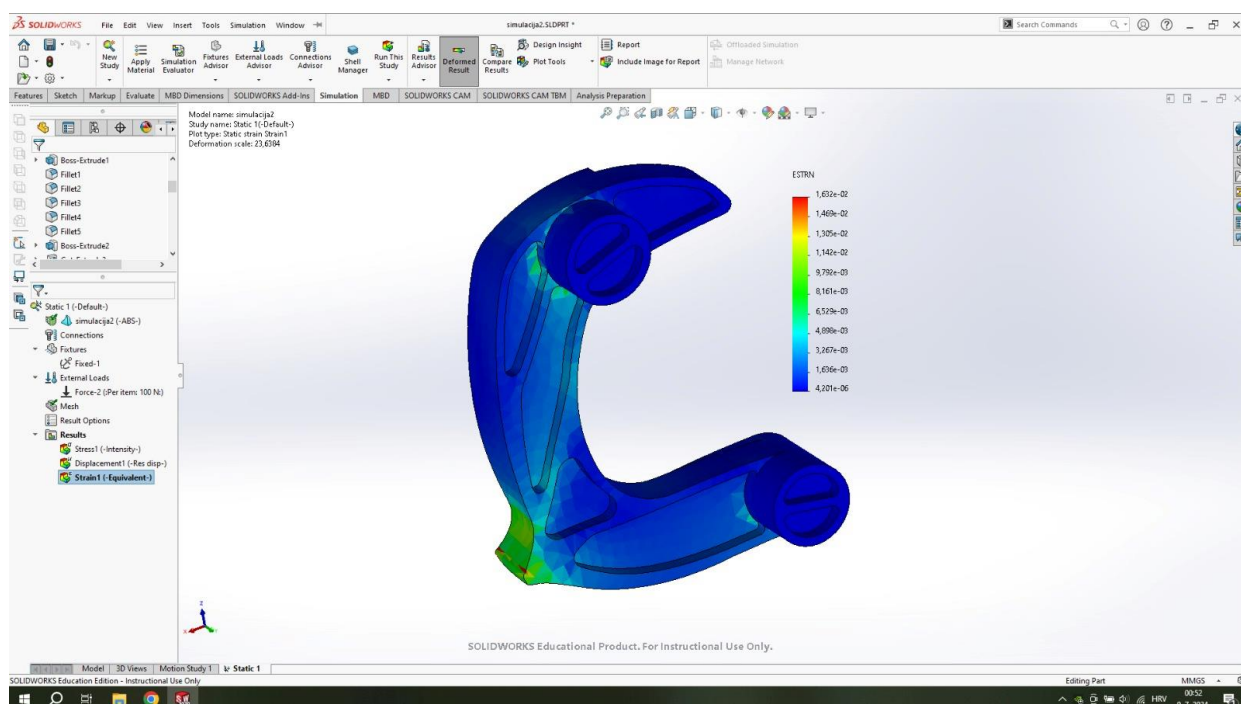 SOLIDWORKS File Edit View Insert Tools Simulation Window simulacija2.SLDPRT * Search Commands
New Study
Apply Material
Simulation Evaluator
Fixtures Advisor
External Loads Advisor
Connections Advisor
Shell Manager
Run This Study
Results Advisor
Deformed Result
Compare Results
Design Insight
Plot Tools
Report
Include Image for Report
Offloaded Simulation
Manage Network
Features Sketch Markup Evaluate MBD Dimensions SOLIDWORKS Add-Ins Simulation MBD SOLIDWORKS CAM SOLIDWORKS CAM TBM Analysis Preparation
Model name: simulacija2
Study name: Static 1(-Default-)
Plot type: Static strain Strain1
Deformation scale: 23,6384
Boss-Extrude1
Fillet1
Fillet2
Fillet3
Fillet4
Fillet5
Boss-Extrude2
Static 1 (-Default-)
simulacija2 (-ABS-)
Connections
Fixtures
Fixed-1
External Loads
Force-2 (:Per item: 100 N:)
Mesh
Result Options
Results
Stress1 (-Intensity-)
Displacement1 (-Res disp-)
Strain1 (-Equivalent-)
ESTRN
1,632e-02
1,469e-02
1,305e-02
1,142e-02
9,792e-03
8,161e-03
6,529e-03
4,898e-03
3,267e-03
1,636e-03
4,201e-06
z
x
SOLIDWORKS Educational Product. For Instructional Use Only.
Model 3D Views Motion Study 1 Static 1
SOLIDWORKS Education Edition - Instructional Use Only Editing Part MMGS
HRV 00:52